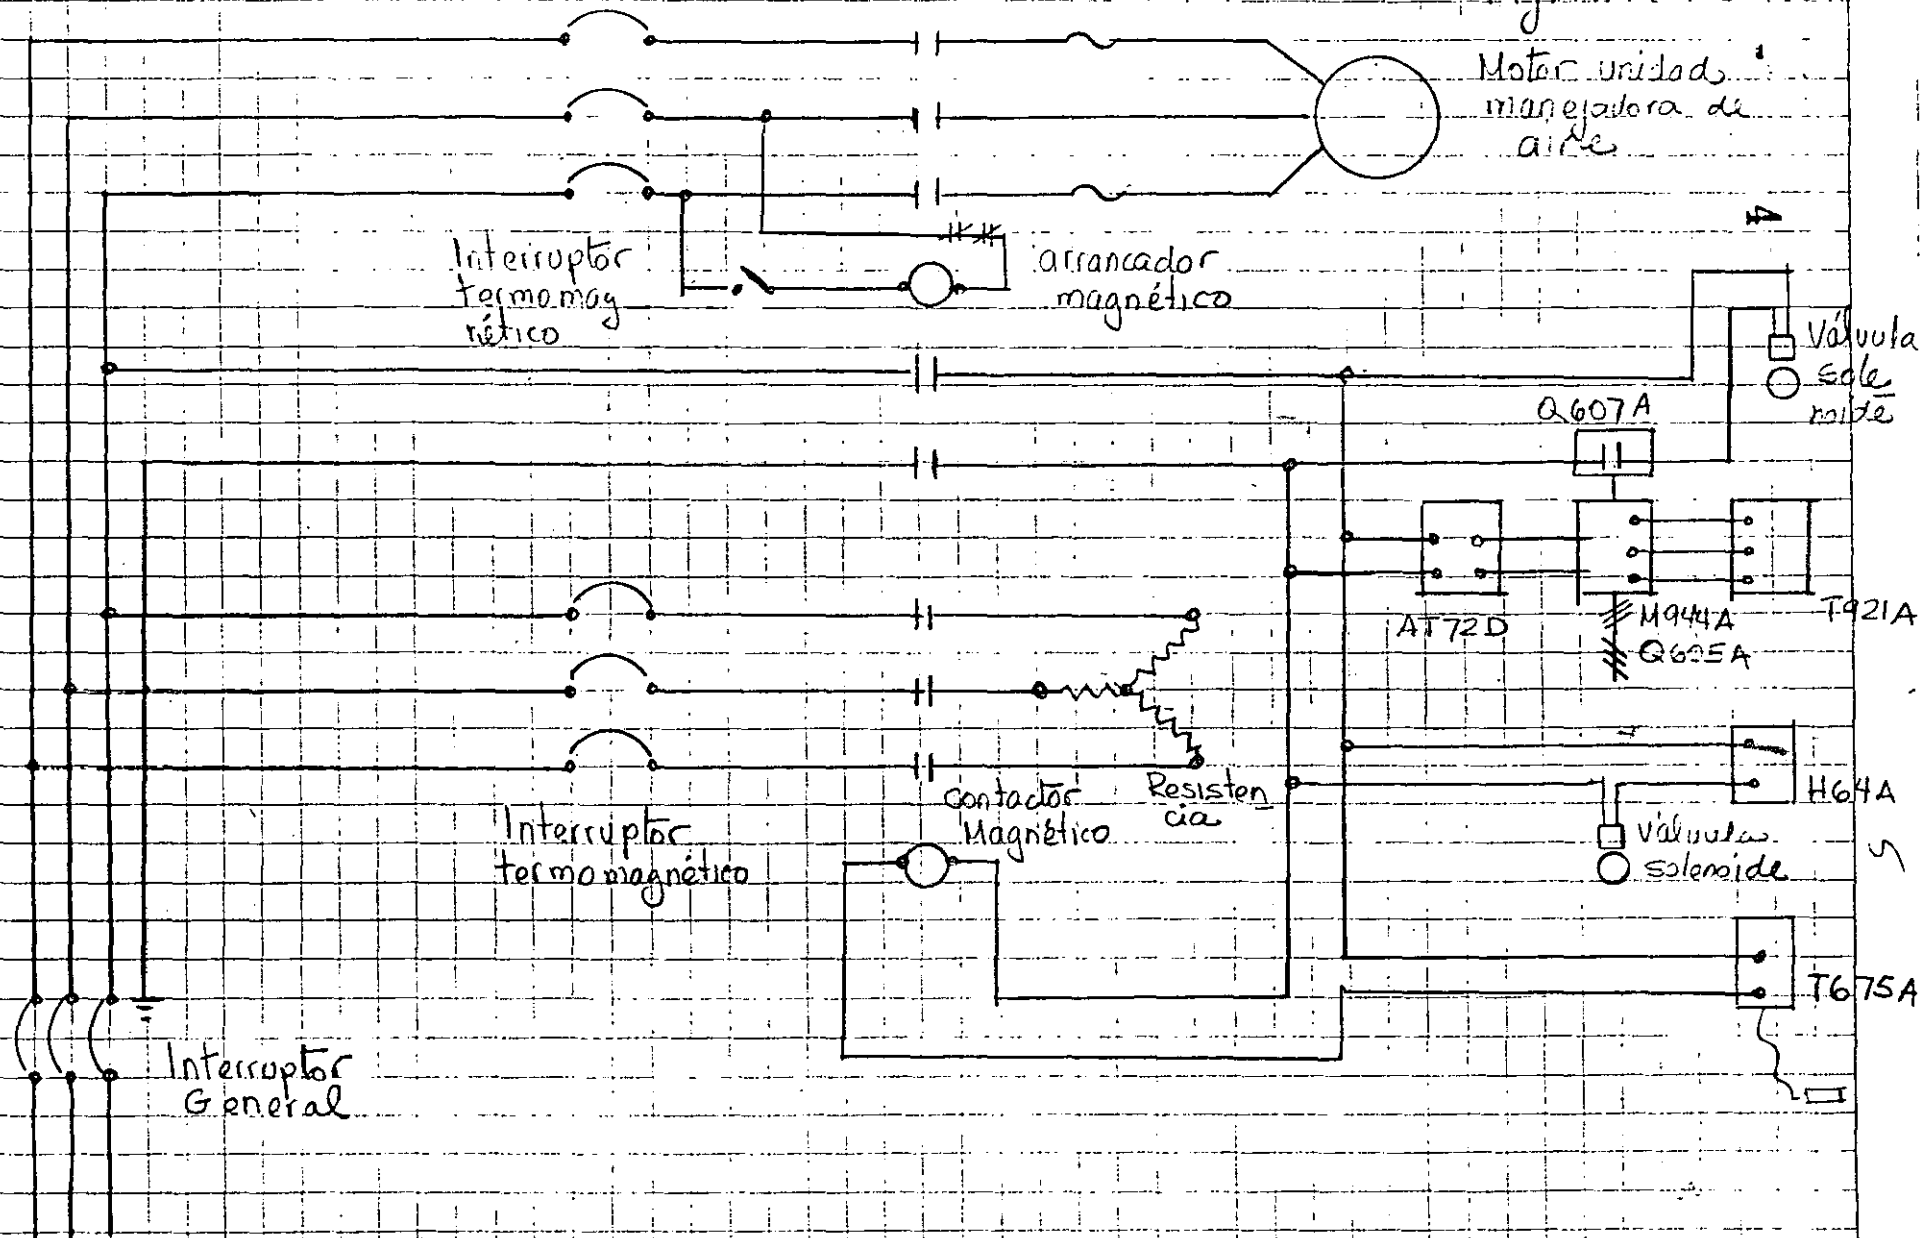 Motor unidad
manejadora de
aire
Interruptor
termomag
nético
arrancador
magnético
Válvula
sole
noide
Q607A
AT72D
M944A
T921A
Contactor
Magnético
Resisten
cia
H64A
Interruptor
termomagnético
Válvula
solenoide
T675A
Interruptor
General